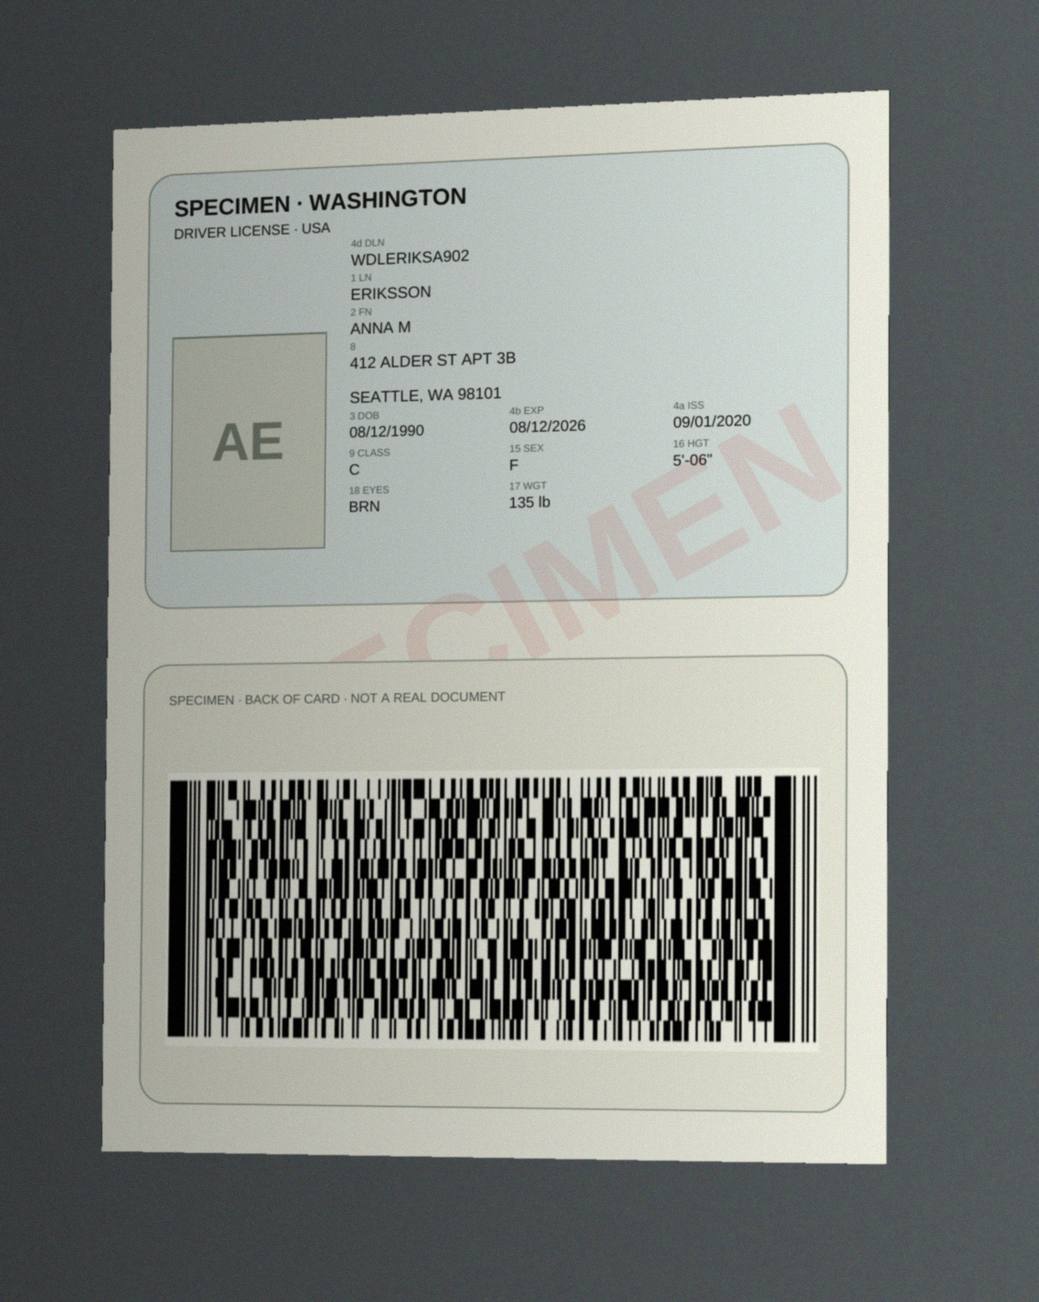 SPECIMEN · WASHINGTON
DRIVER LICENSE · USA
4d DLN
WDLERIKSA902
1 LN
ERIKSSON
2 FN
ANNA M
8
412 ALDER ST APT 3B
SEATTLE, WA 98101
3 DOB 4b EXP 4a ISS
08/12/1990 08/12/2026 09/01/2020
9 CLASS 15 SEX 16 HGT
C F 5'-06"
18 EYES 17 WGT
BRN 135 lb
AE
ECIMEN
SPECIMEN · BACK OF CARD · NOT A REAL DOCUMENT